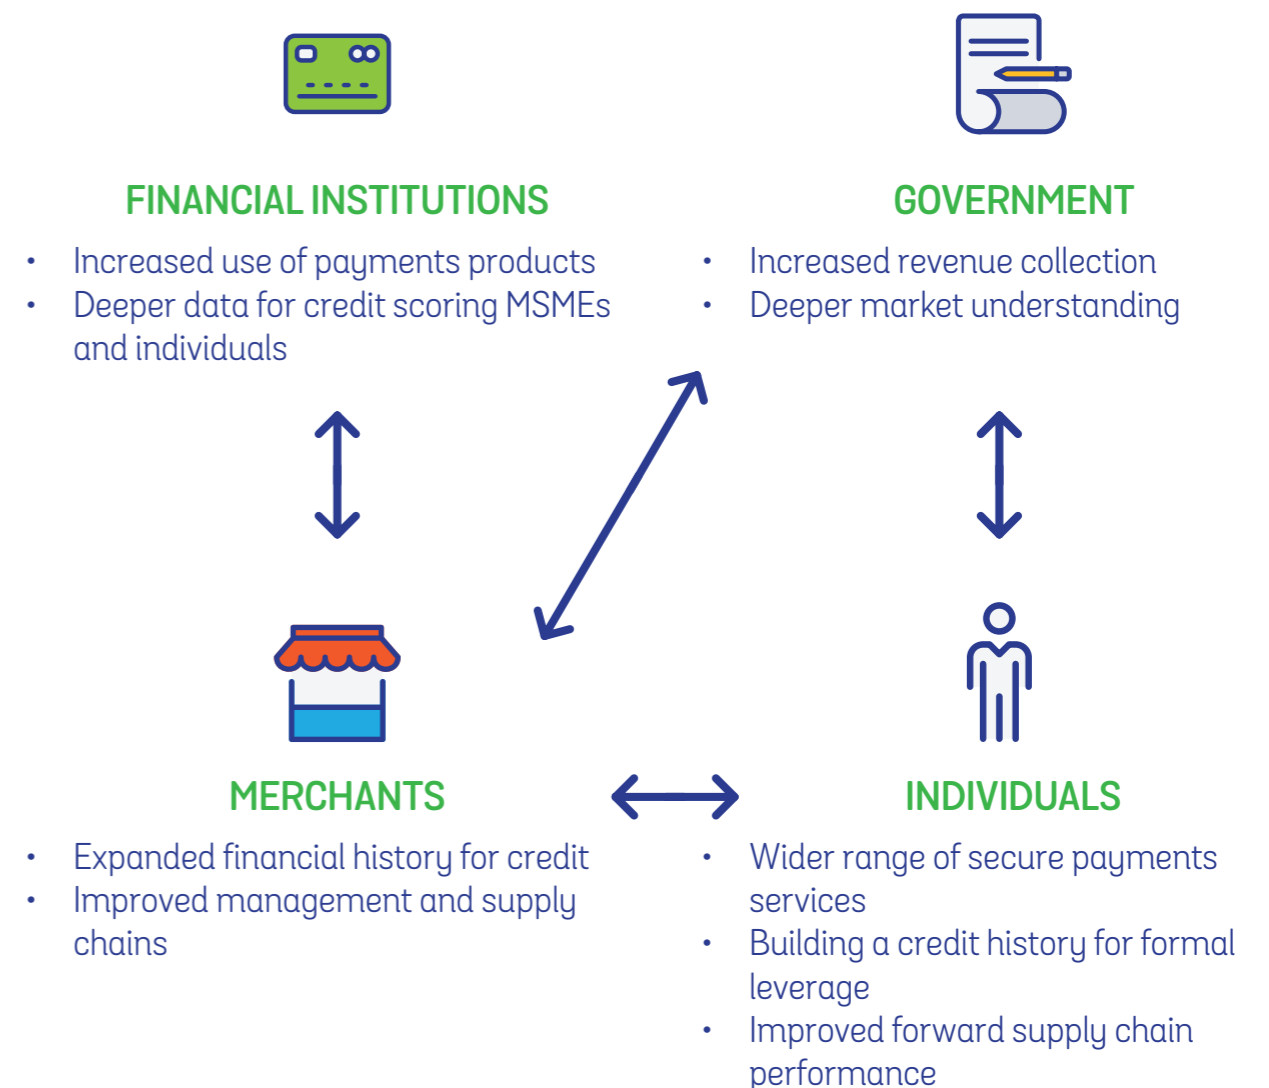 FINANCIAL INSTITUTIONS
• Increased use of payments products
• Deeper data for credit scoring MSMEs
and individuals
GOVERNMENT
• Increased revenue collection
• Deeper market understanding
MERCHANTS
• Expanded financial history for credit
• Improved management and supply
chains
INDIVIDUALS
• Wider range of secure payments
services
• Building a credit history for formal
leverage
• Improved forward supply chain
performance